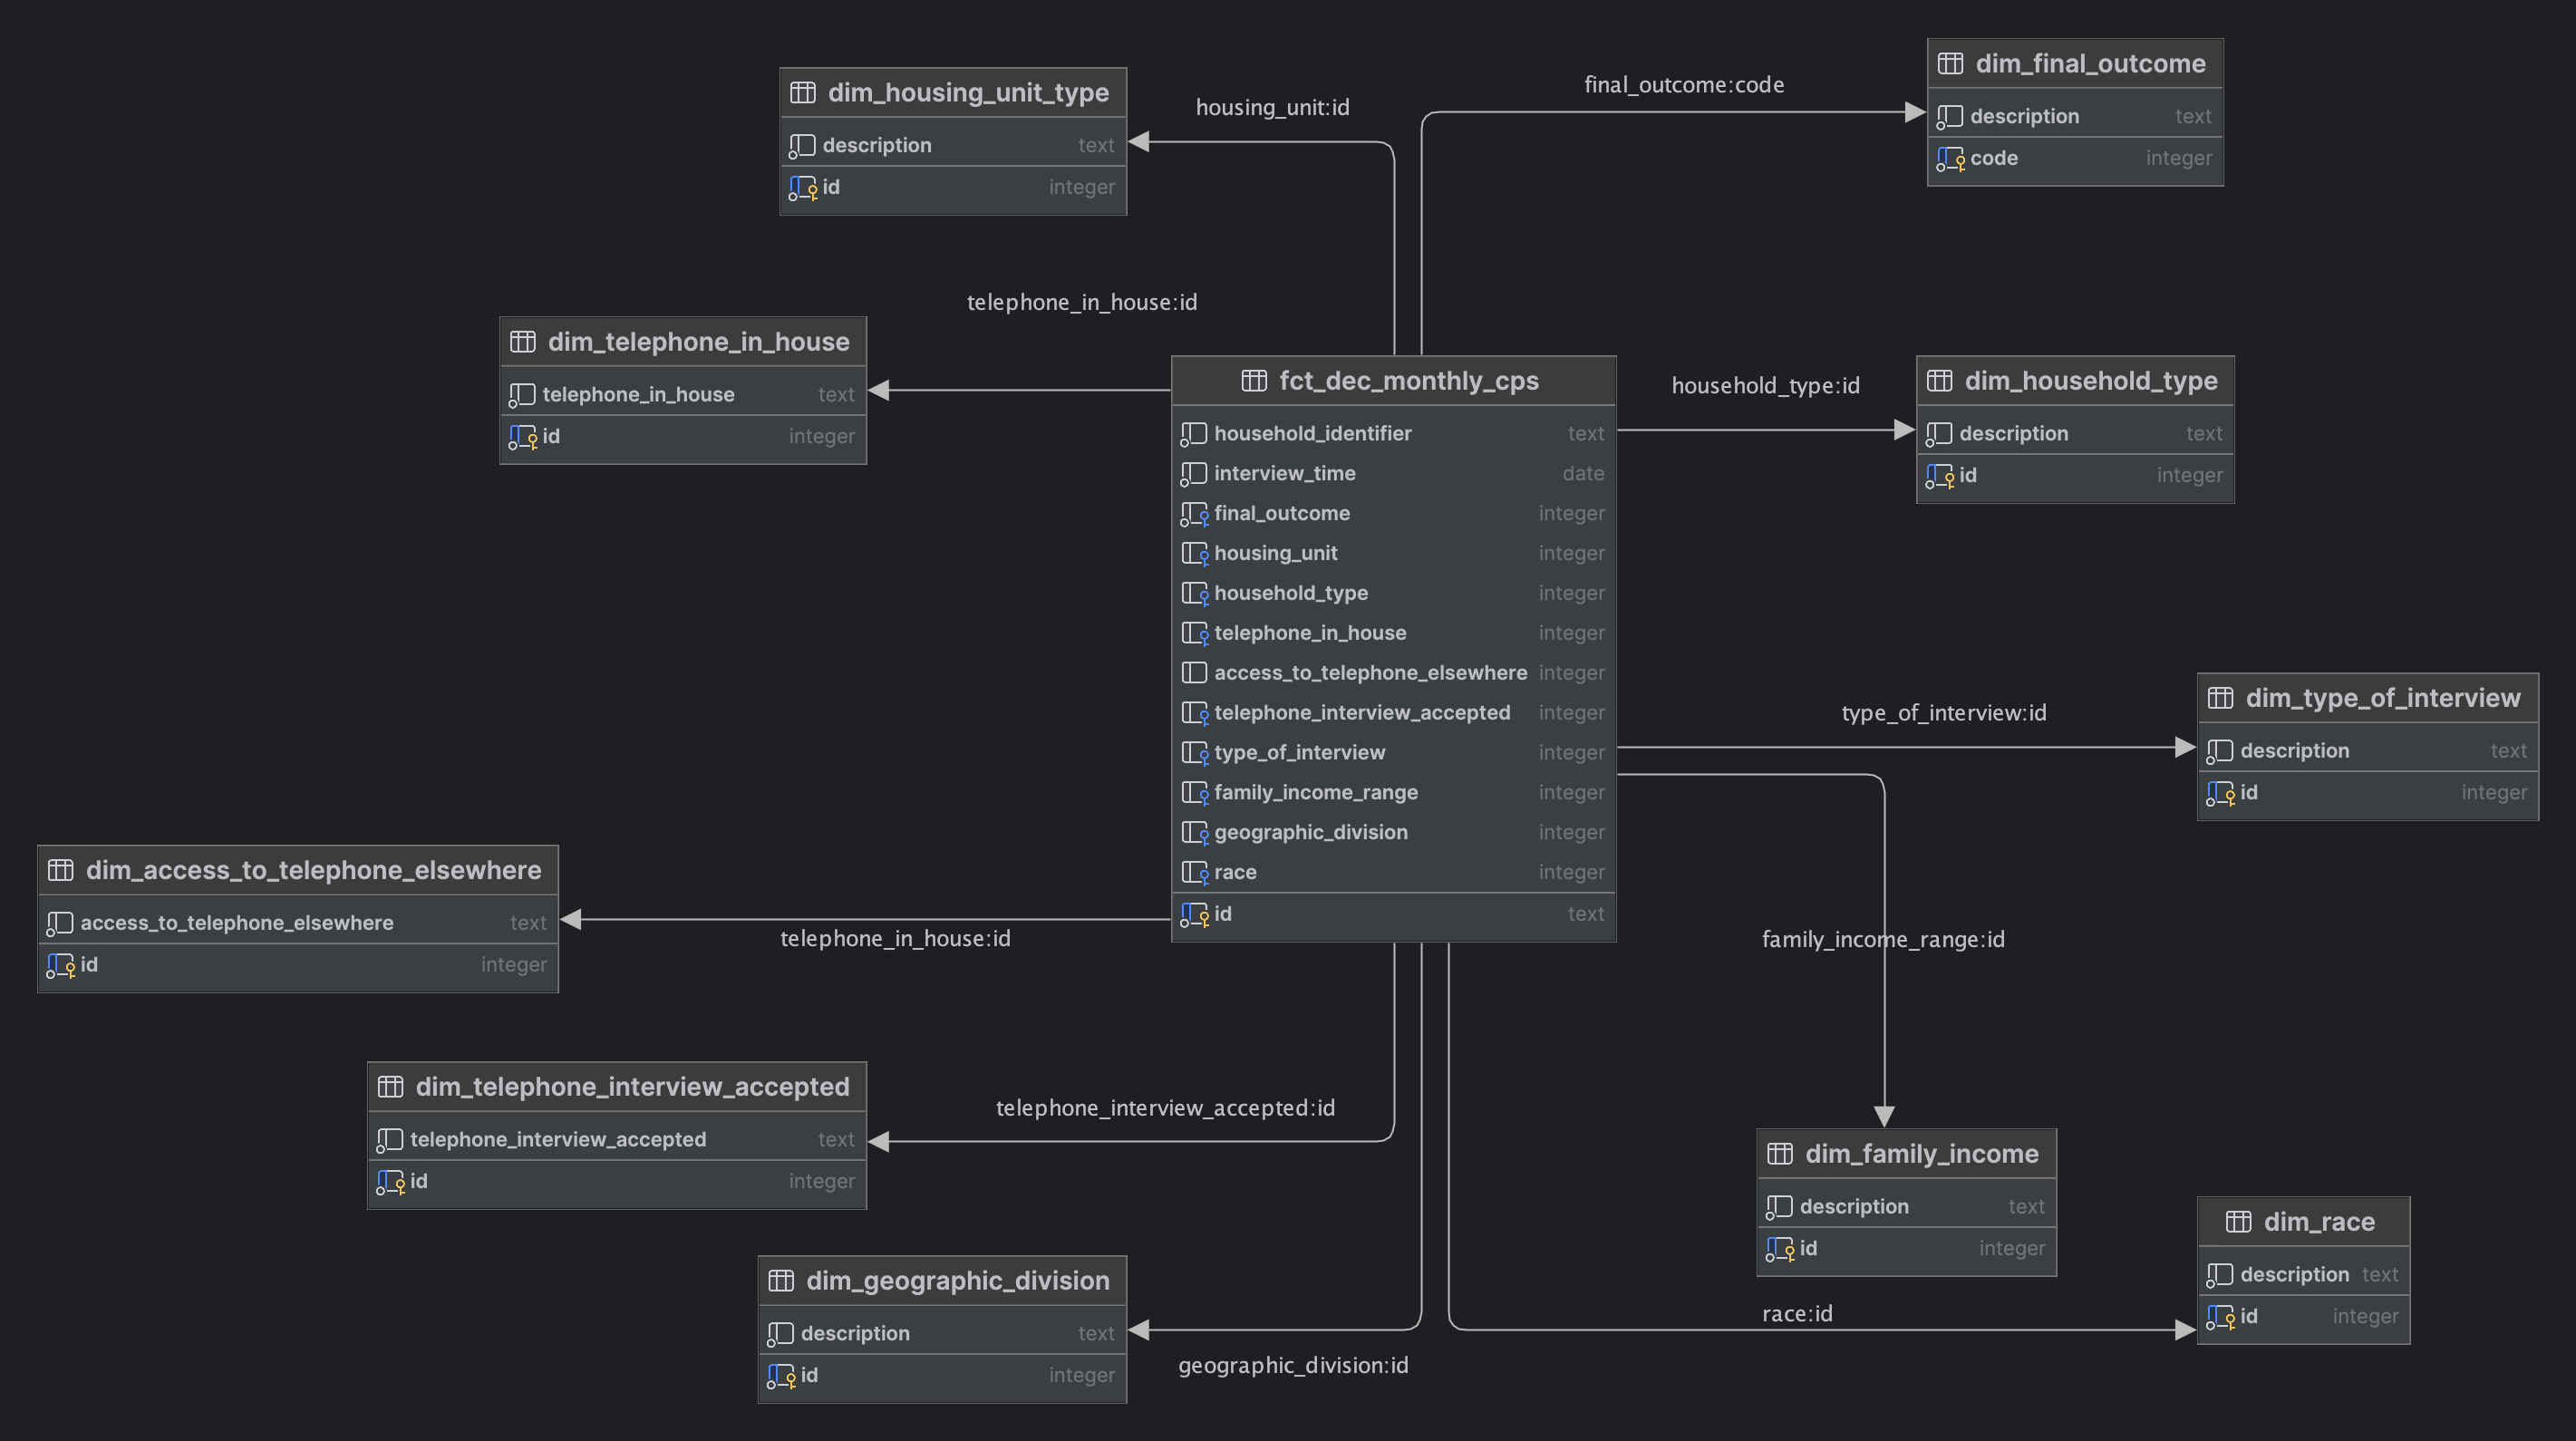 dim_final_outcome
description text
code integer
final_outcome:code
dim_housing_unit_type
description text
id integer
housing_unit:id
telephone_in_house:id
dim_telephone_in_house
telephone_in_house text
id integer
fct_dec_monthly_cps
household_identifier text
interview_time date
final_outcome integer
housing_unit integer
household_type integer
telephone_in_house integer
access_to_telephone_elsewhere integer
telephone_interview_accepted integer
type_of_interview integer
family_income_range integer
geographic_division integer
race integer
id text
household_type:id
dim_household_type
description text
id integer
type_of_interview:id
dim_type_of_interview
description text
id integer
dim_access_to_telephone_elsewhere
access_to_telephone_elsewhere text
id integer
telephone_in_house:id
family_income_range:id
dim_telephone_interview_accepted
telephone_interview_accepted text
id integer
telephone_interview_accepted:id
dim_family_income
description text
id integer
dim_race
description text
id integer
race:id
dim_geographic_division
description text
id integer
geographic_division:id